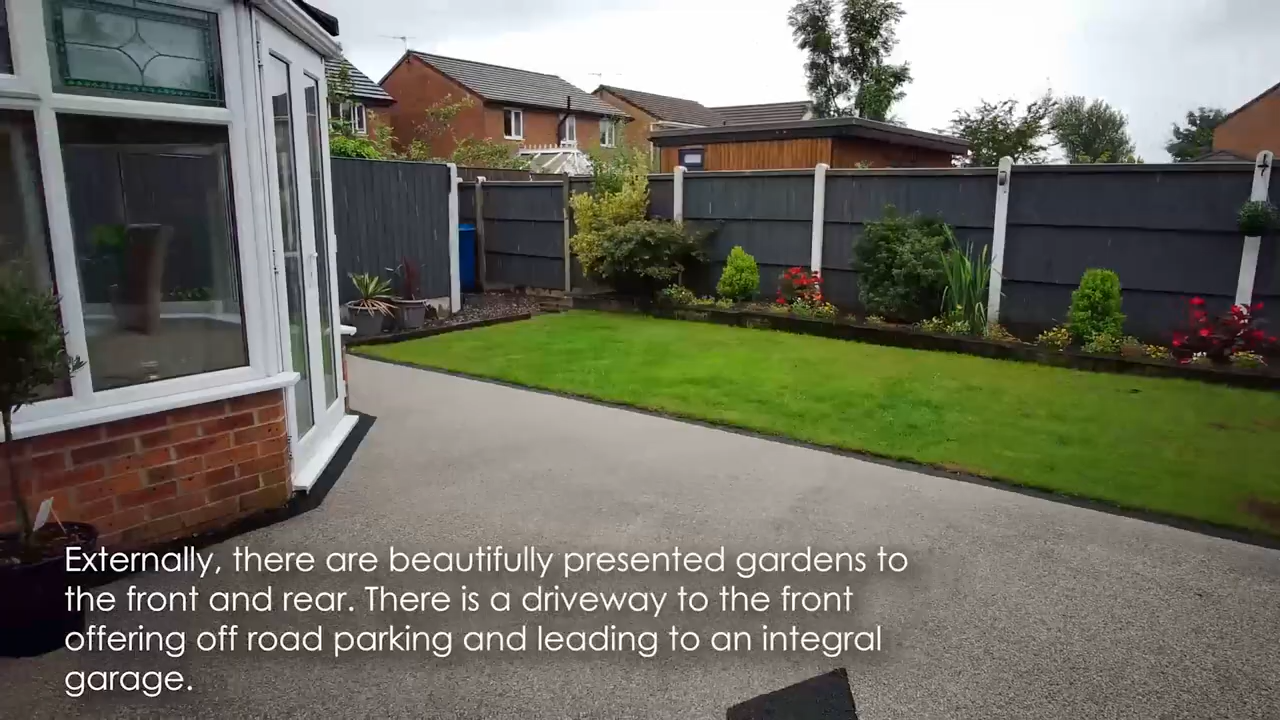 Externally, there are beautifully presented gardens to
the front and rear. There is a driveway to the front
offering off road parking and leading to an integral
garage.